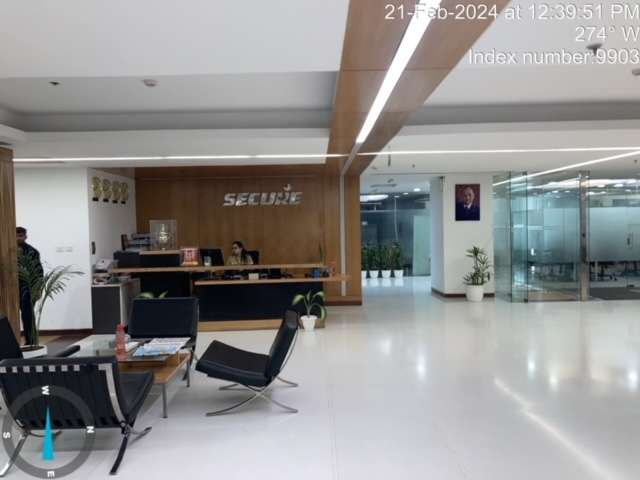 21-Feb-2024 at 12:39:51 PM
274° W
Index number:9903
SECURE
W
N
S
E